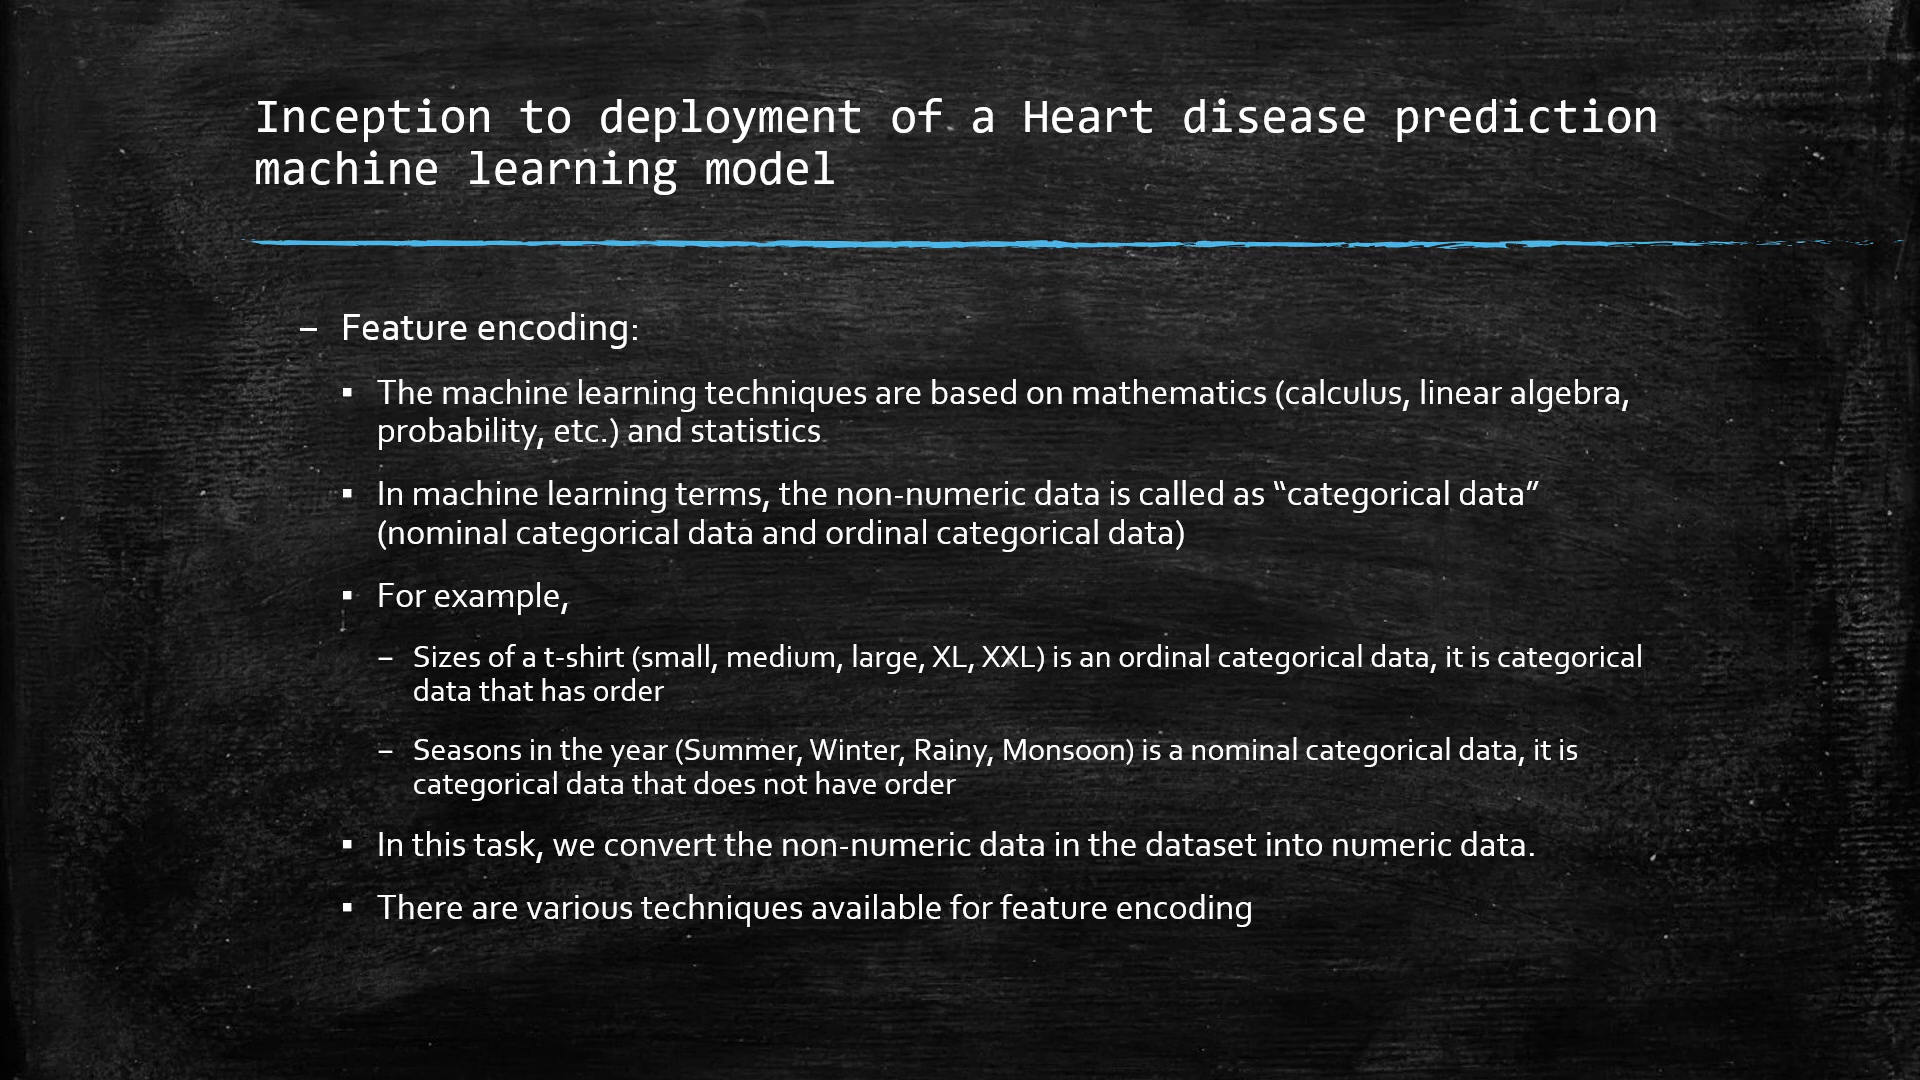 Inception to deployment of a Heart disease prediction
machine learning model
– Feature encoding:
▪ The machine learning techniques are based on mathematics (calculus, linear algebra,
probability, etc.) and statistics
▪ In machine learning terms, the non-numeric data is called as “categorical data”
(nominal categorical data and ordinal categorical data)
▪ For example,
– Sizes of a t-shirt (small, medium, large, XL, XXL) is an ordinal categorical data, it is categorical
data that has order
– Seasons in the year (Summer, Winter, Rainy, Monsoon) is a nominal categorical data, it is
categorical data that does not have order
▪ In this task, we convert the non-numeric data in the dataset into numeric data.
▪ There are various techniques available for feature encoding